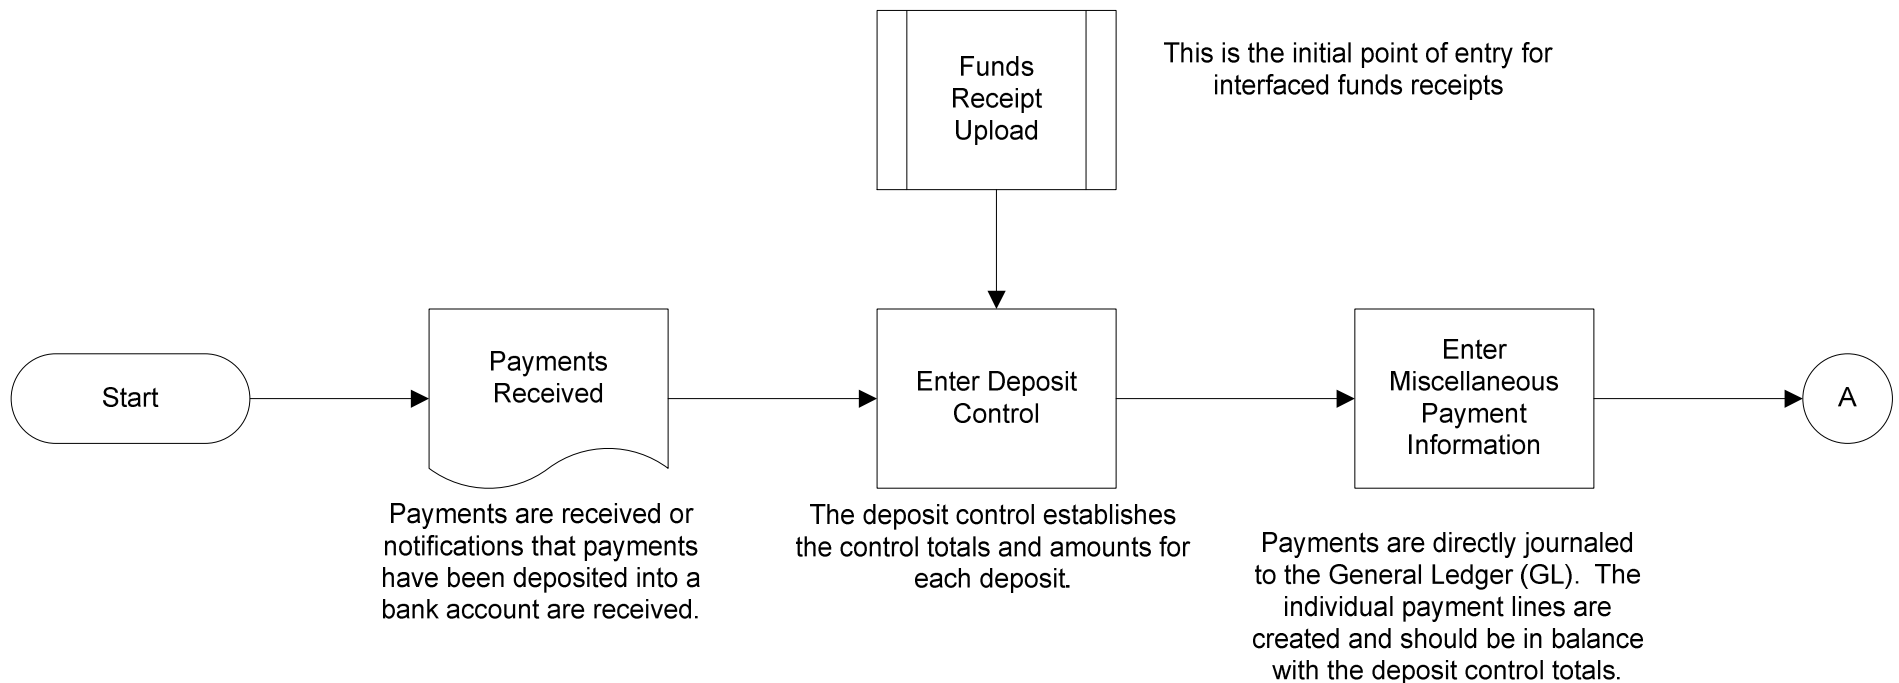 Funds
Receipt
Upload
This is the initial point of entry for
interfaced funds receipts
Start
Payments
Received
Enter Deposit
Control
Enter
Miscellaneous
Payment
Information
A
Payments are received or
notifications that payments
have been deposited into a
bank account are received.
The deposit control establishes
the control totals and amounts for
each deposit.
Payments are directly journaled
to the General Ledger (GL).  The
individual payment lines are
created and should be in balance
with the deposit control totals.